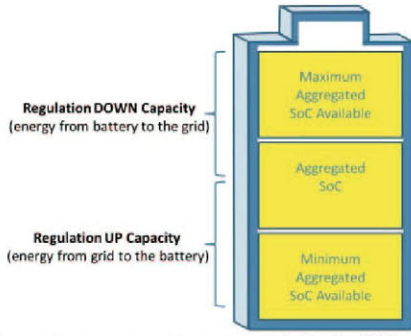 Maximum
Aggregated
SoC Available
Regulation DOWN Capacity
(energy from battery to the grid)
Aggregated
SoC
Regulation UP Capacity
(energy from grid to the battery)
Minimum
Aggregated
SoC Available